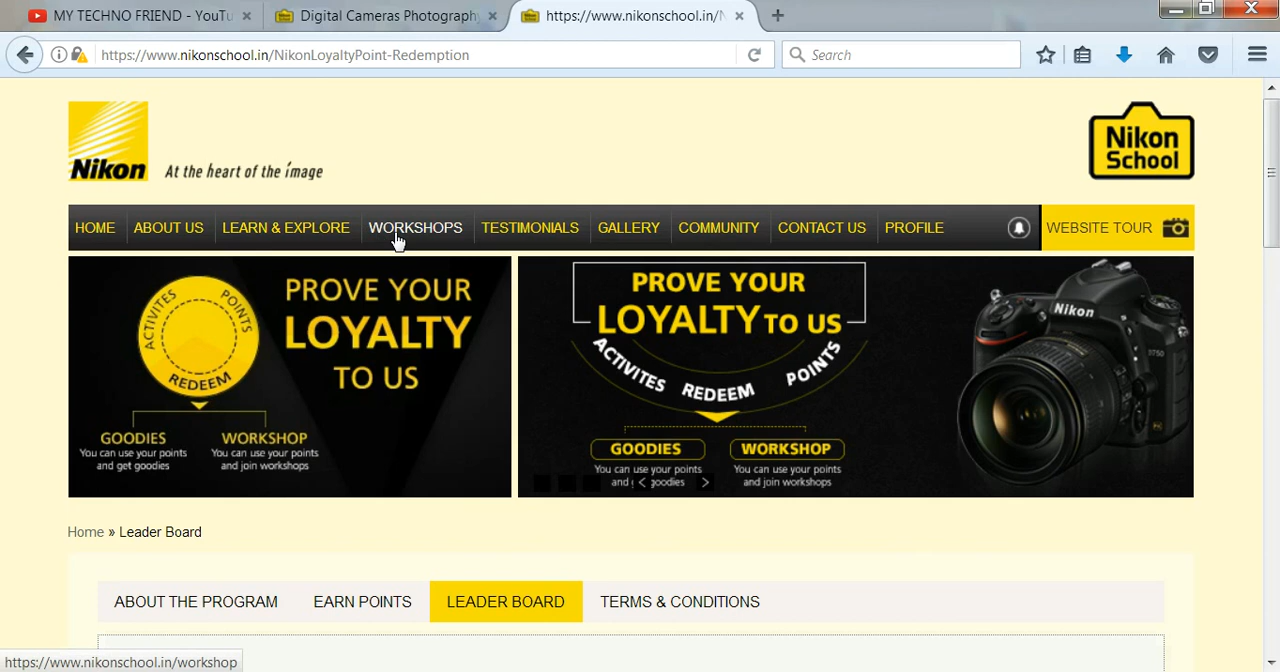 MY TECHNO FRIEND - YouTu
Digital Cameras Photography
https://www.nikonschool.in/N
https://www.nikonschool.in/NikonLoyaltyPoint-Redemption
Search
Nikon
At the heart of the image
Nikon
School
HOME
ABOUT US
LEARN & EXPLORE
WORKSHOPS
TESTIMONIALS
GALLERY
COMMUNITY
CONTACT US
PROFILE
WEBSITE TOUR
ACTIVITIES POINTS REDEEM
PROVE YOUR
LOYALTY
TO US
GOODIES
You can use your points
and get goodies
WORKSHOP
You can use your points
and join workshops
PROVE YOUR
LOYALTY TO US
ACTIVITES REDEEM POINTS
GOODIES
You can use your points
and goodies
WORKSHOP
You can use your points
and join workshops
Nikon
D750
Home » Leader Board
ABOUT THE PROGRAM
EARN POINTS
LEADER BOARD
TERMS & CONDITIONS
https://www.nikonschool.in/workshop